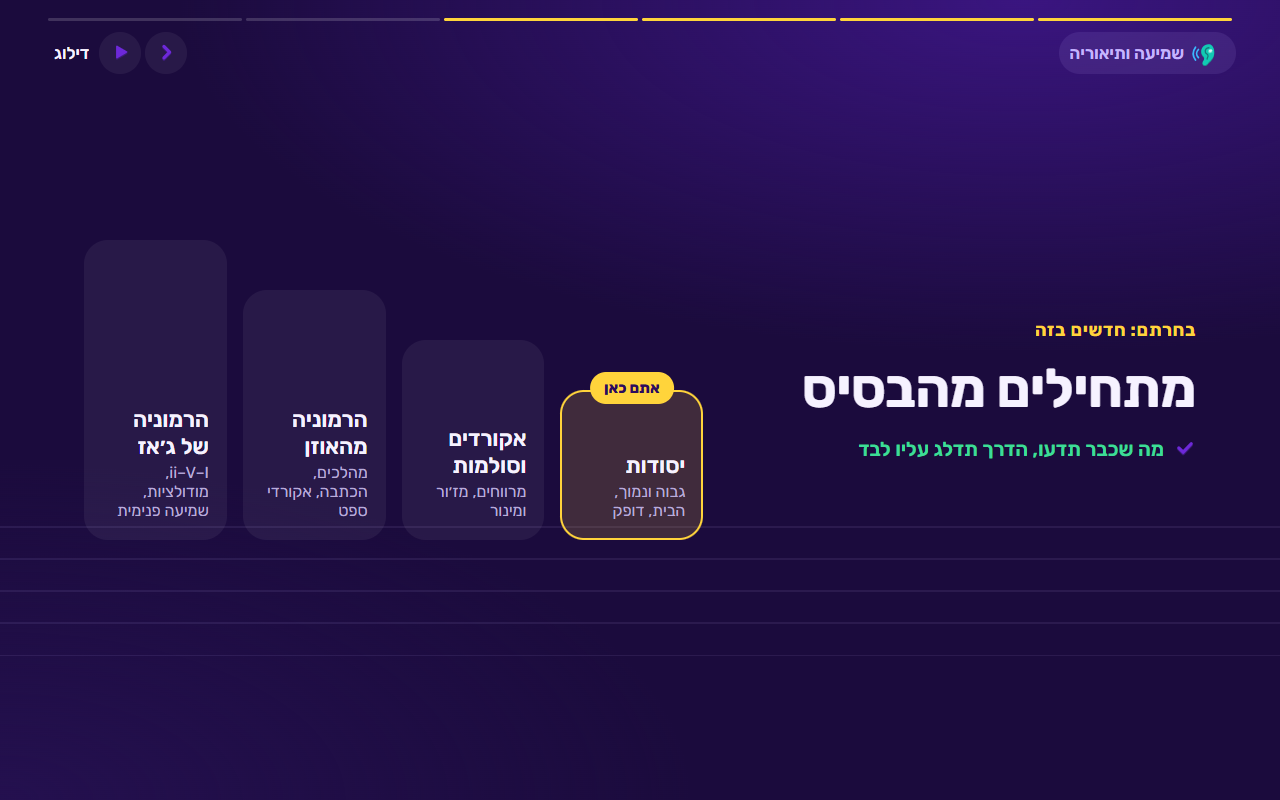 שמיעה ותיאוריה
דילוג
בחרתם: חדשים בזה
מתחילים מהבסיס
מה שכבר תדעו, הדרך תדלג עליו לבד
אתם כאן
יסודות
גבוה ונמוך,
הבית, דופק
אקורדים
וסולמות
מרווחים, מז׳ור
ומינור
הרמוניה
מהאוזן
מהלכים,
הכתבה, אקורדי
ספט
הרמוניה
של ג׳אז
ii–V–I,
מודולציות,
שמיעה פנימית